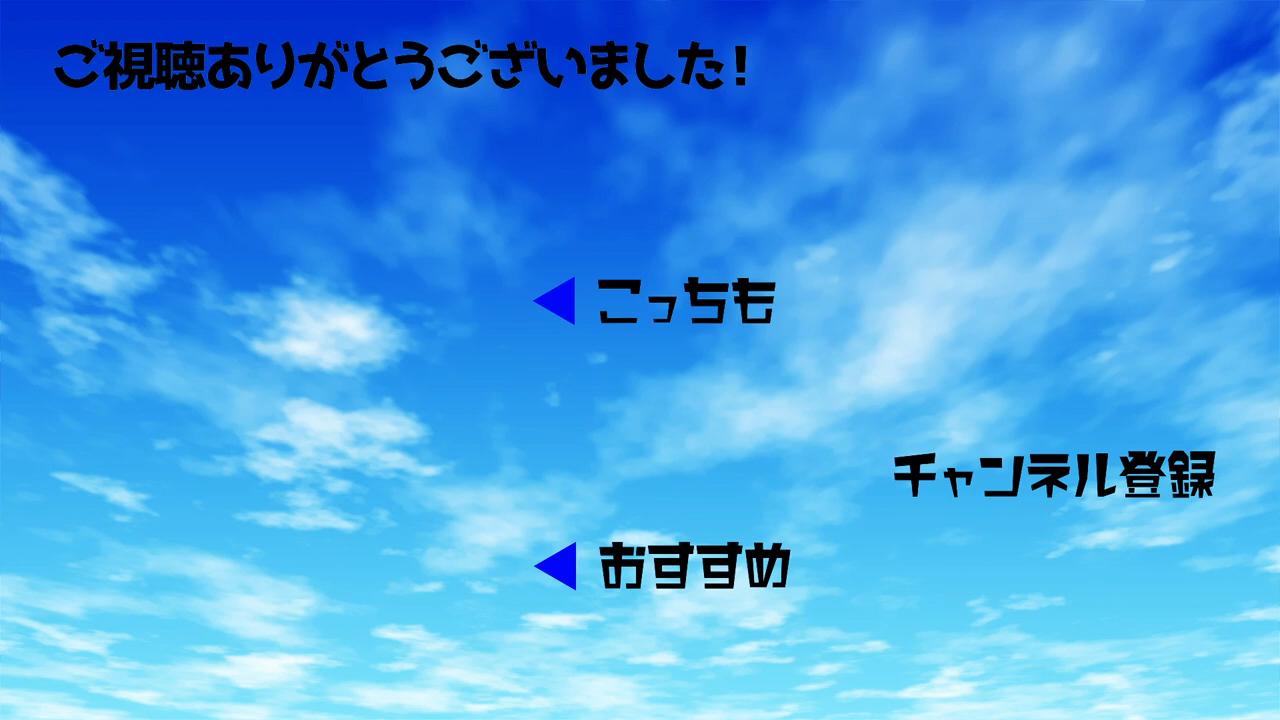 ご視聴ありがとうございました!
こっちも
チャンネル登録
おすすめ